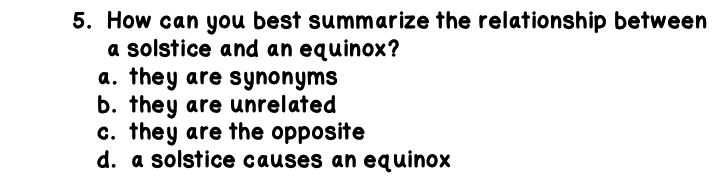 5. How can you best summarize the relationship between
a solstice and an equinox?
a. they are synonyms
b. they are unrelated
c. they are the opposite
d. a solstice causes an equinox